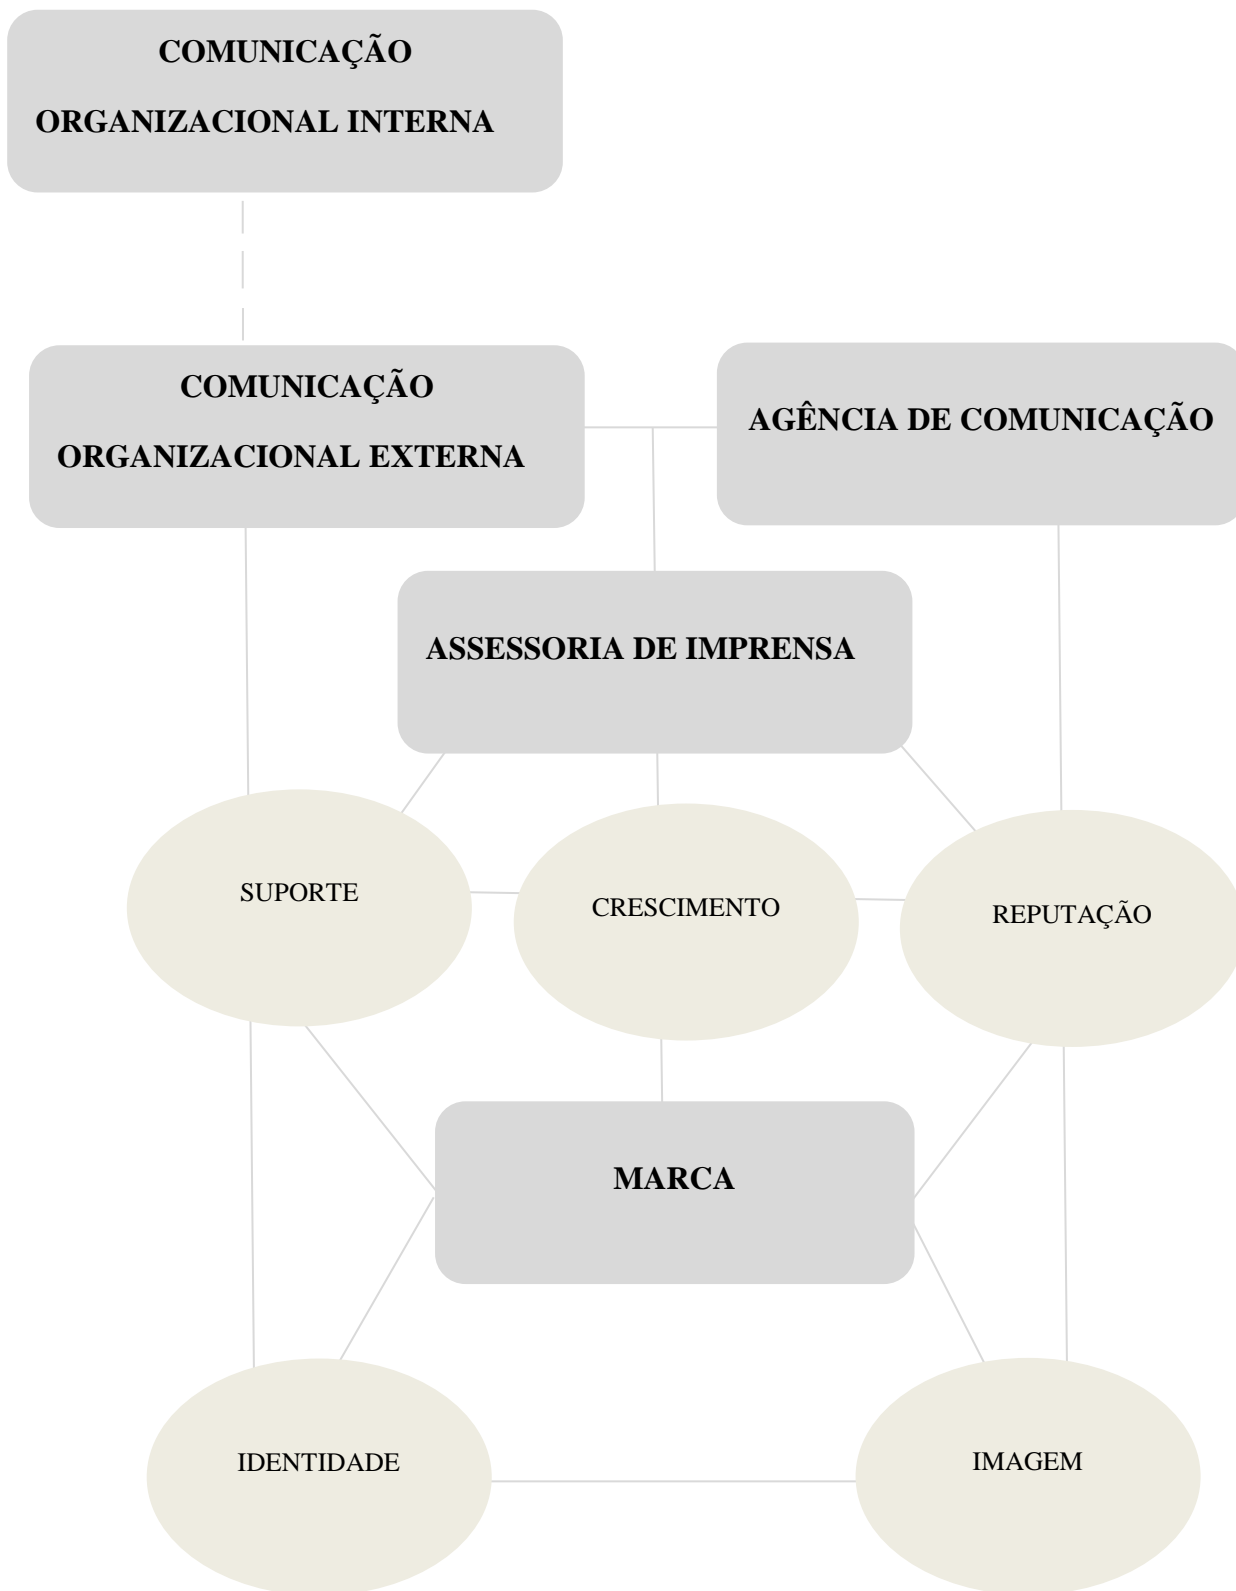 COMUNICAÇÃO
ORGANIZACIONAL INTERNA
COMUNICAÇÃO
ORGANIZACIONAL EXTERNA
AGÊNCIA DE COMUNICAÇÃO
ASSESSORIA DE IMPRENSA
SUPORTE
CRESCIMENTO
REPUTAÇÃO
MARCA
IDENTIDADE
IMAGEM